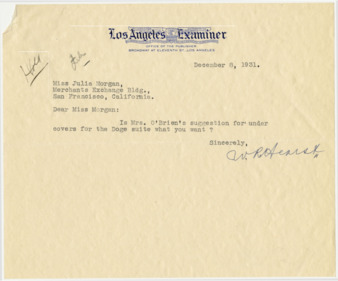 Los Angeles Examiner
OFFICE OF THE PUBLISHER
BROADWAY AT ELEVENTH ST., LOS ANGELES
December 6, 1931.
Miss Julia Morgan,
Merchants Exchange Bldg.,
San Francisco, California.
Dear Miss Morgan:
Is Mrs. O'Brien's suggestion for under
covers for the Doge suite what you want ?
Sincerely,
W. R. Hearst